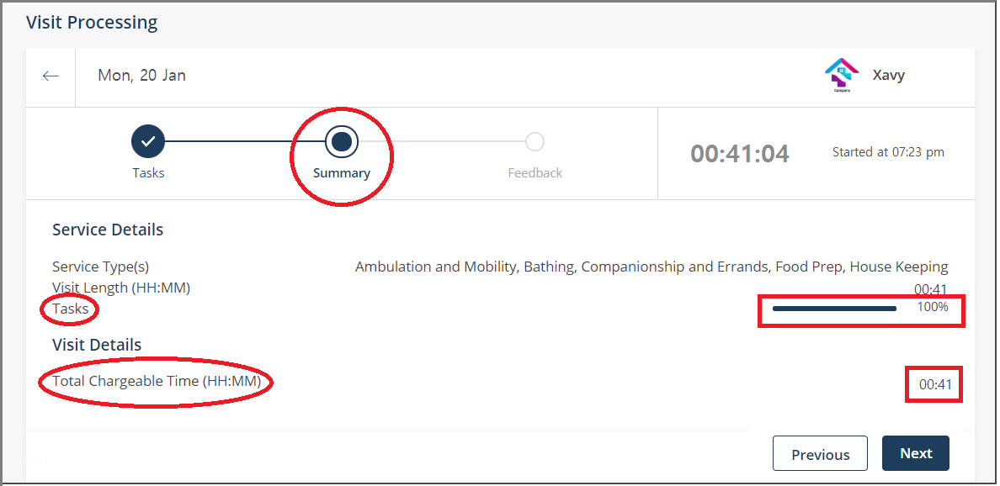 Visit Processing
Mon, 20 Jan
Xavy
Company
Tasks
Summary
Feedback
00:41:04
Started at 07:23 pm
Service Details
Service Type(s) Ambulation and Mobility, Bathing, Companionship and Errands, Food Prep, House Keeping
Visit Length (HH:MM) 00:41
Tasks 100%
Visit Details
Total Chargeable Time (HH:MM) 00:41
Previous
Next